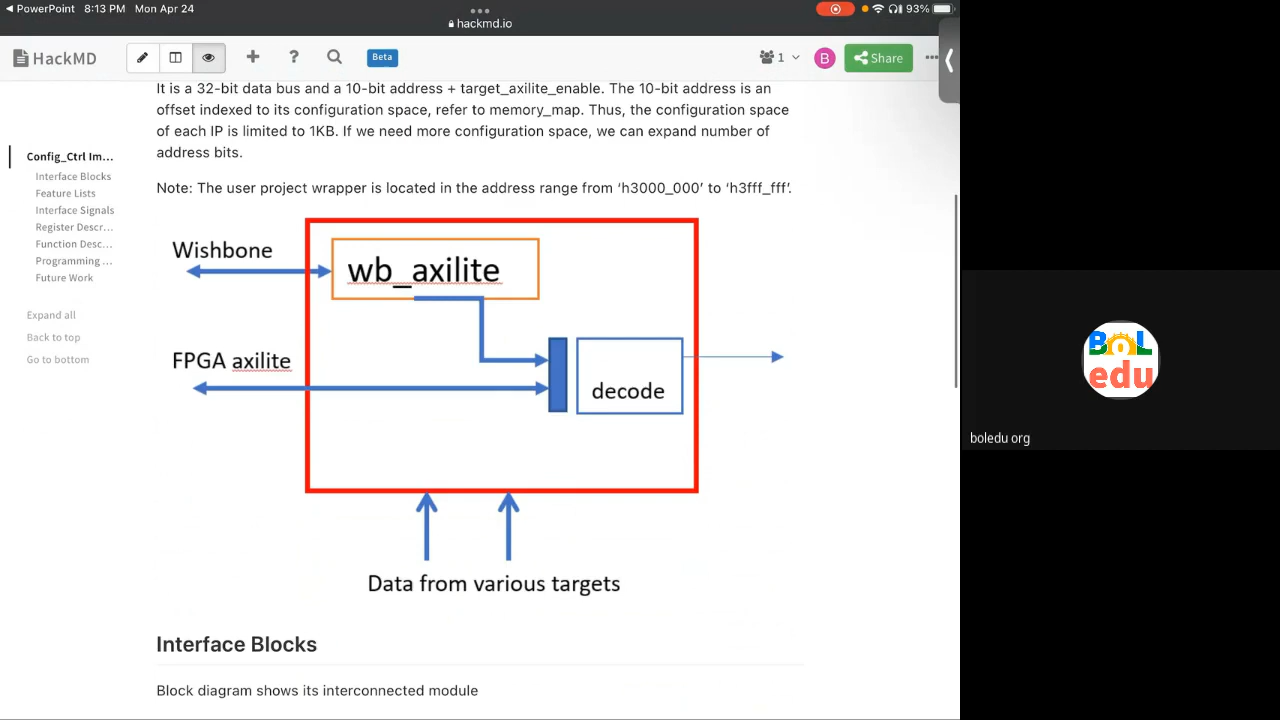 PowerPoint 8:13 PM Mon Apr 24
93%
hackmd.io
HackMD
Beta
1
B
Share
It is a 32-bit data bus and a 10-bit address + target_axilite_enable. The 10-bit address is an
offset indexed to its configuration space, refer to memory_map. Thus, the configuration space
of each IP is limited to 1KB. If we need more configuration space, we can expand number of
address bits.
Note: The user project wrapper is located in the address range from ‘h3000_000’ to ‘h3fff_fff’.
Config_Ctrl Im...
Interface Blocks
Feature Lists
Interface Signals
Register Descr...
Function Desc...
Programming ...
Future Work
Expand all
Back to top
Go to bottom
Wishbone
wb_axilite
FPGA axilite
decode
Data from various targets
Interface Blocks
Block diagram shows its interconnected module
BOL
edu
boledu org